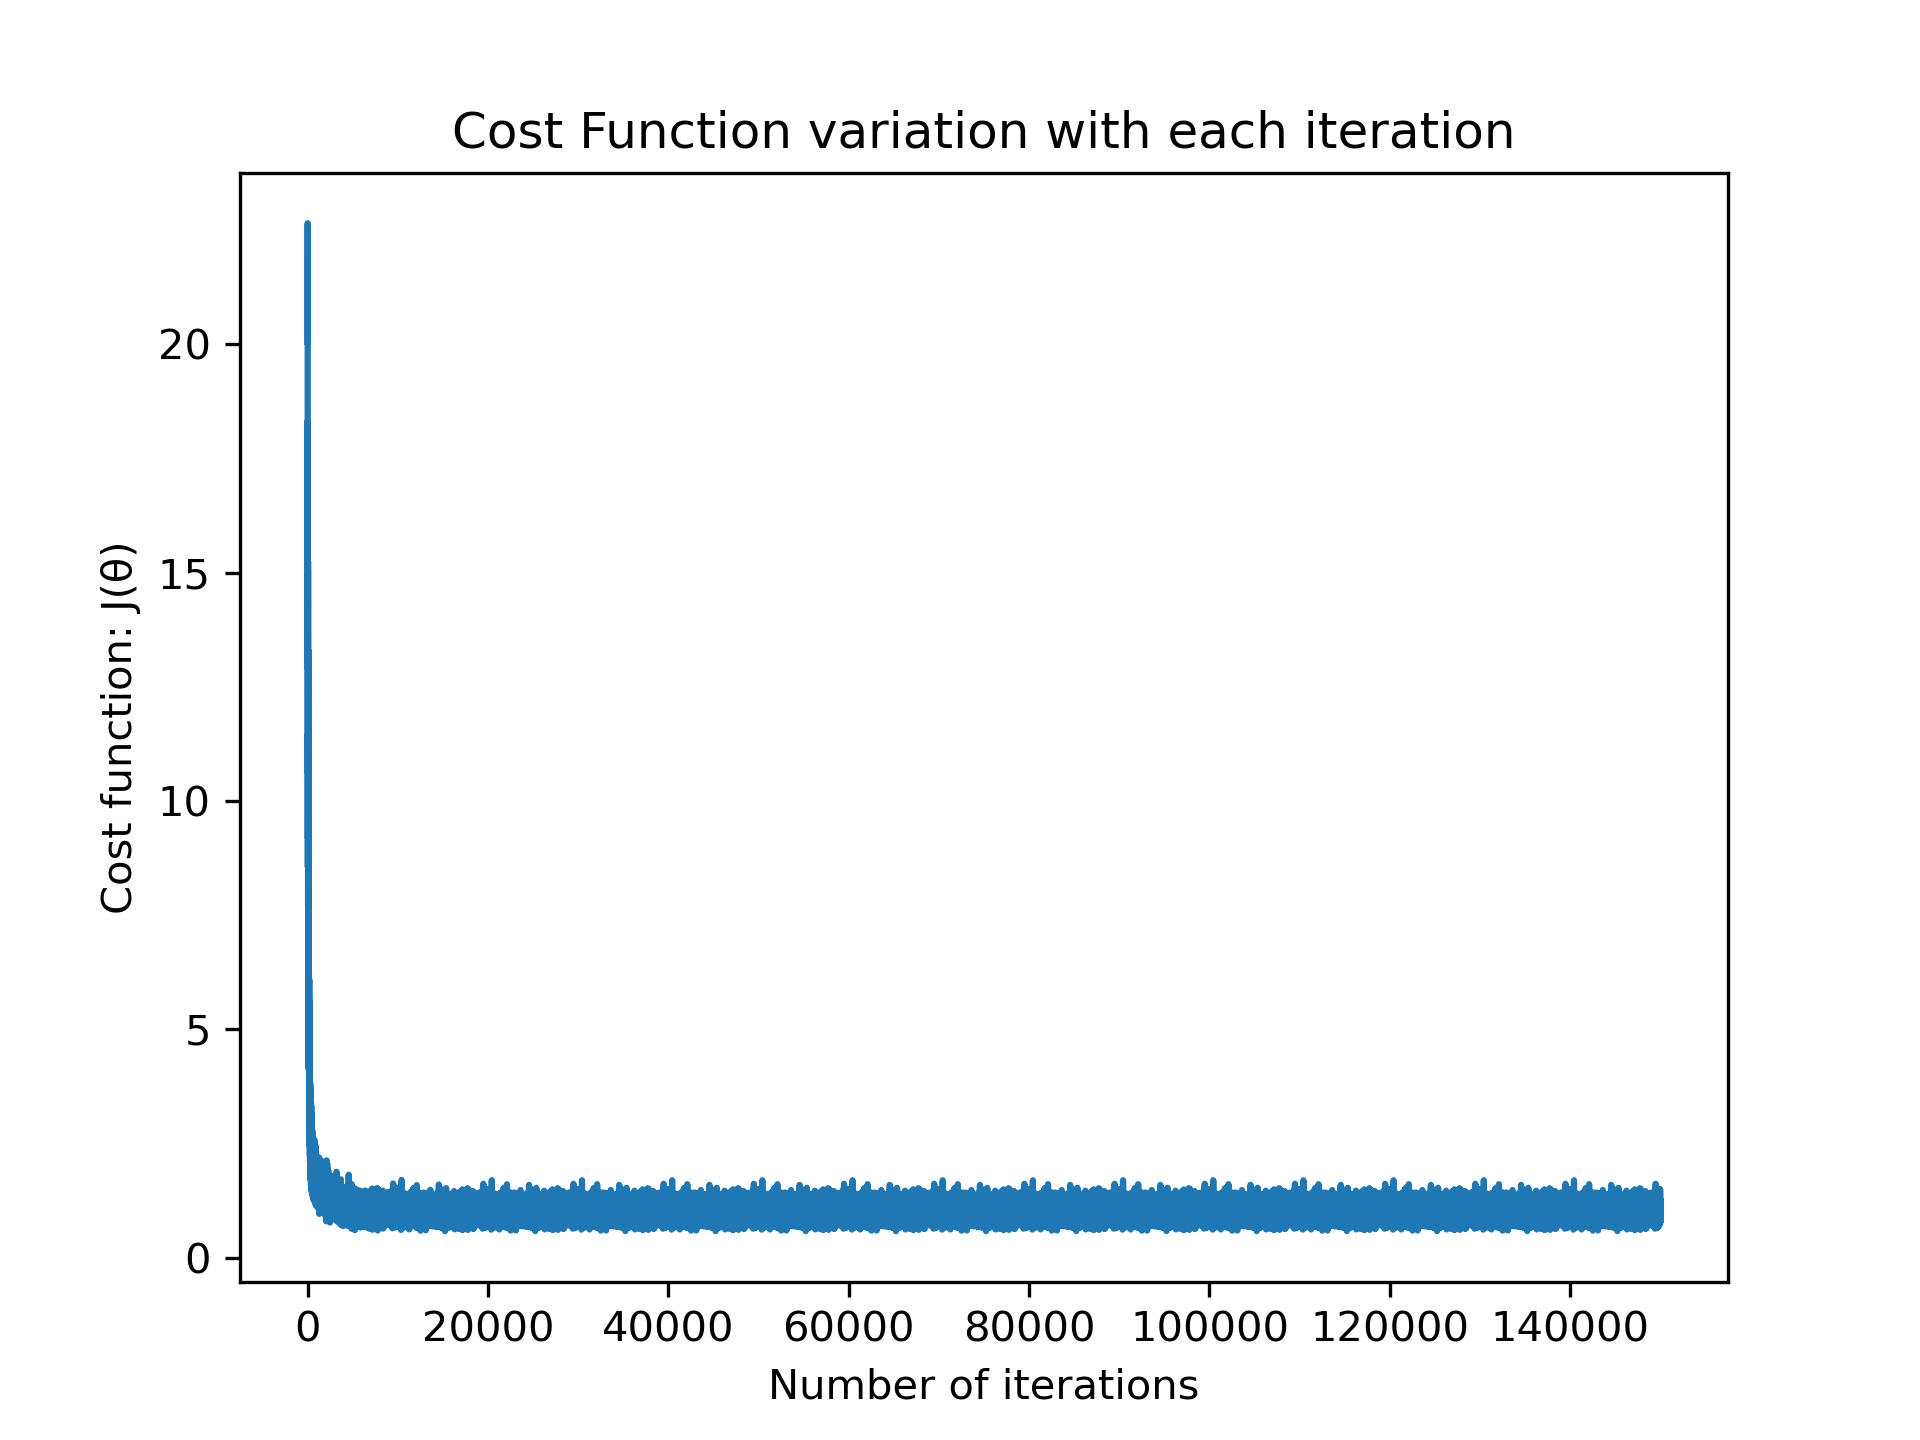 Cost Function variation with each iteration
Cost function: J(θ)
20
15
10
5
0
0 20000 40000 60000 80000 100000 120000 140000
Number of iterations